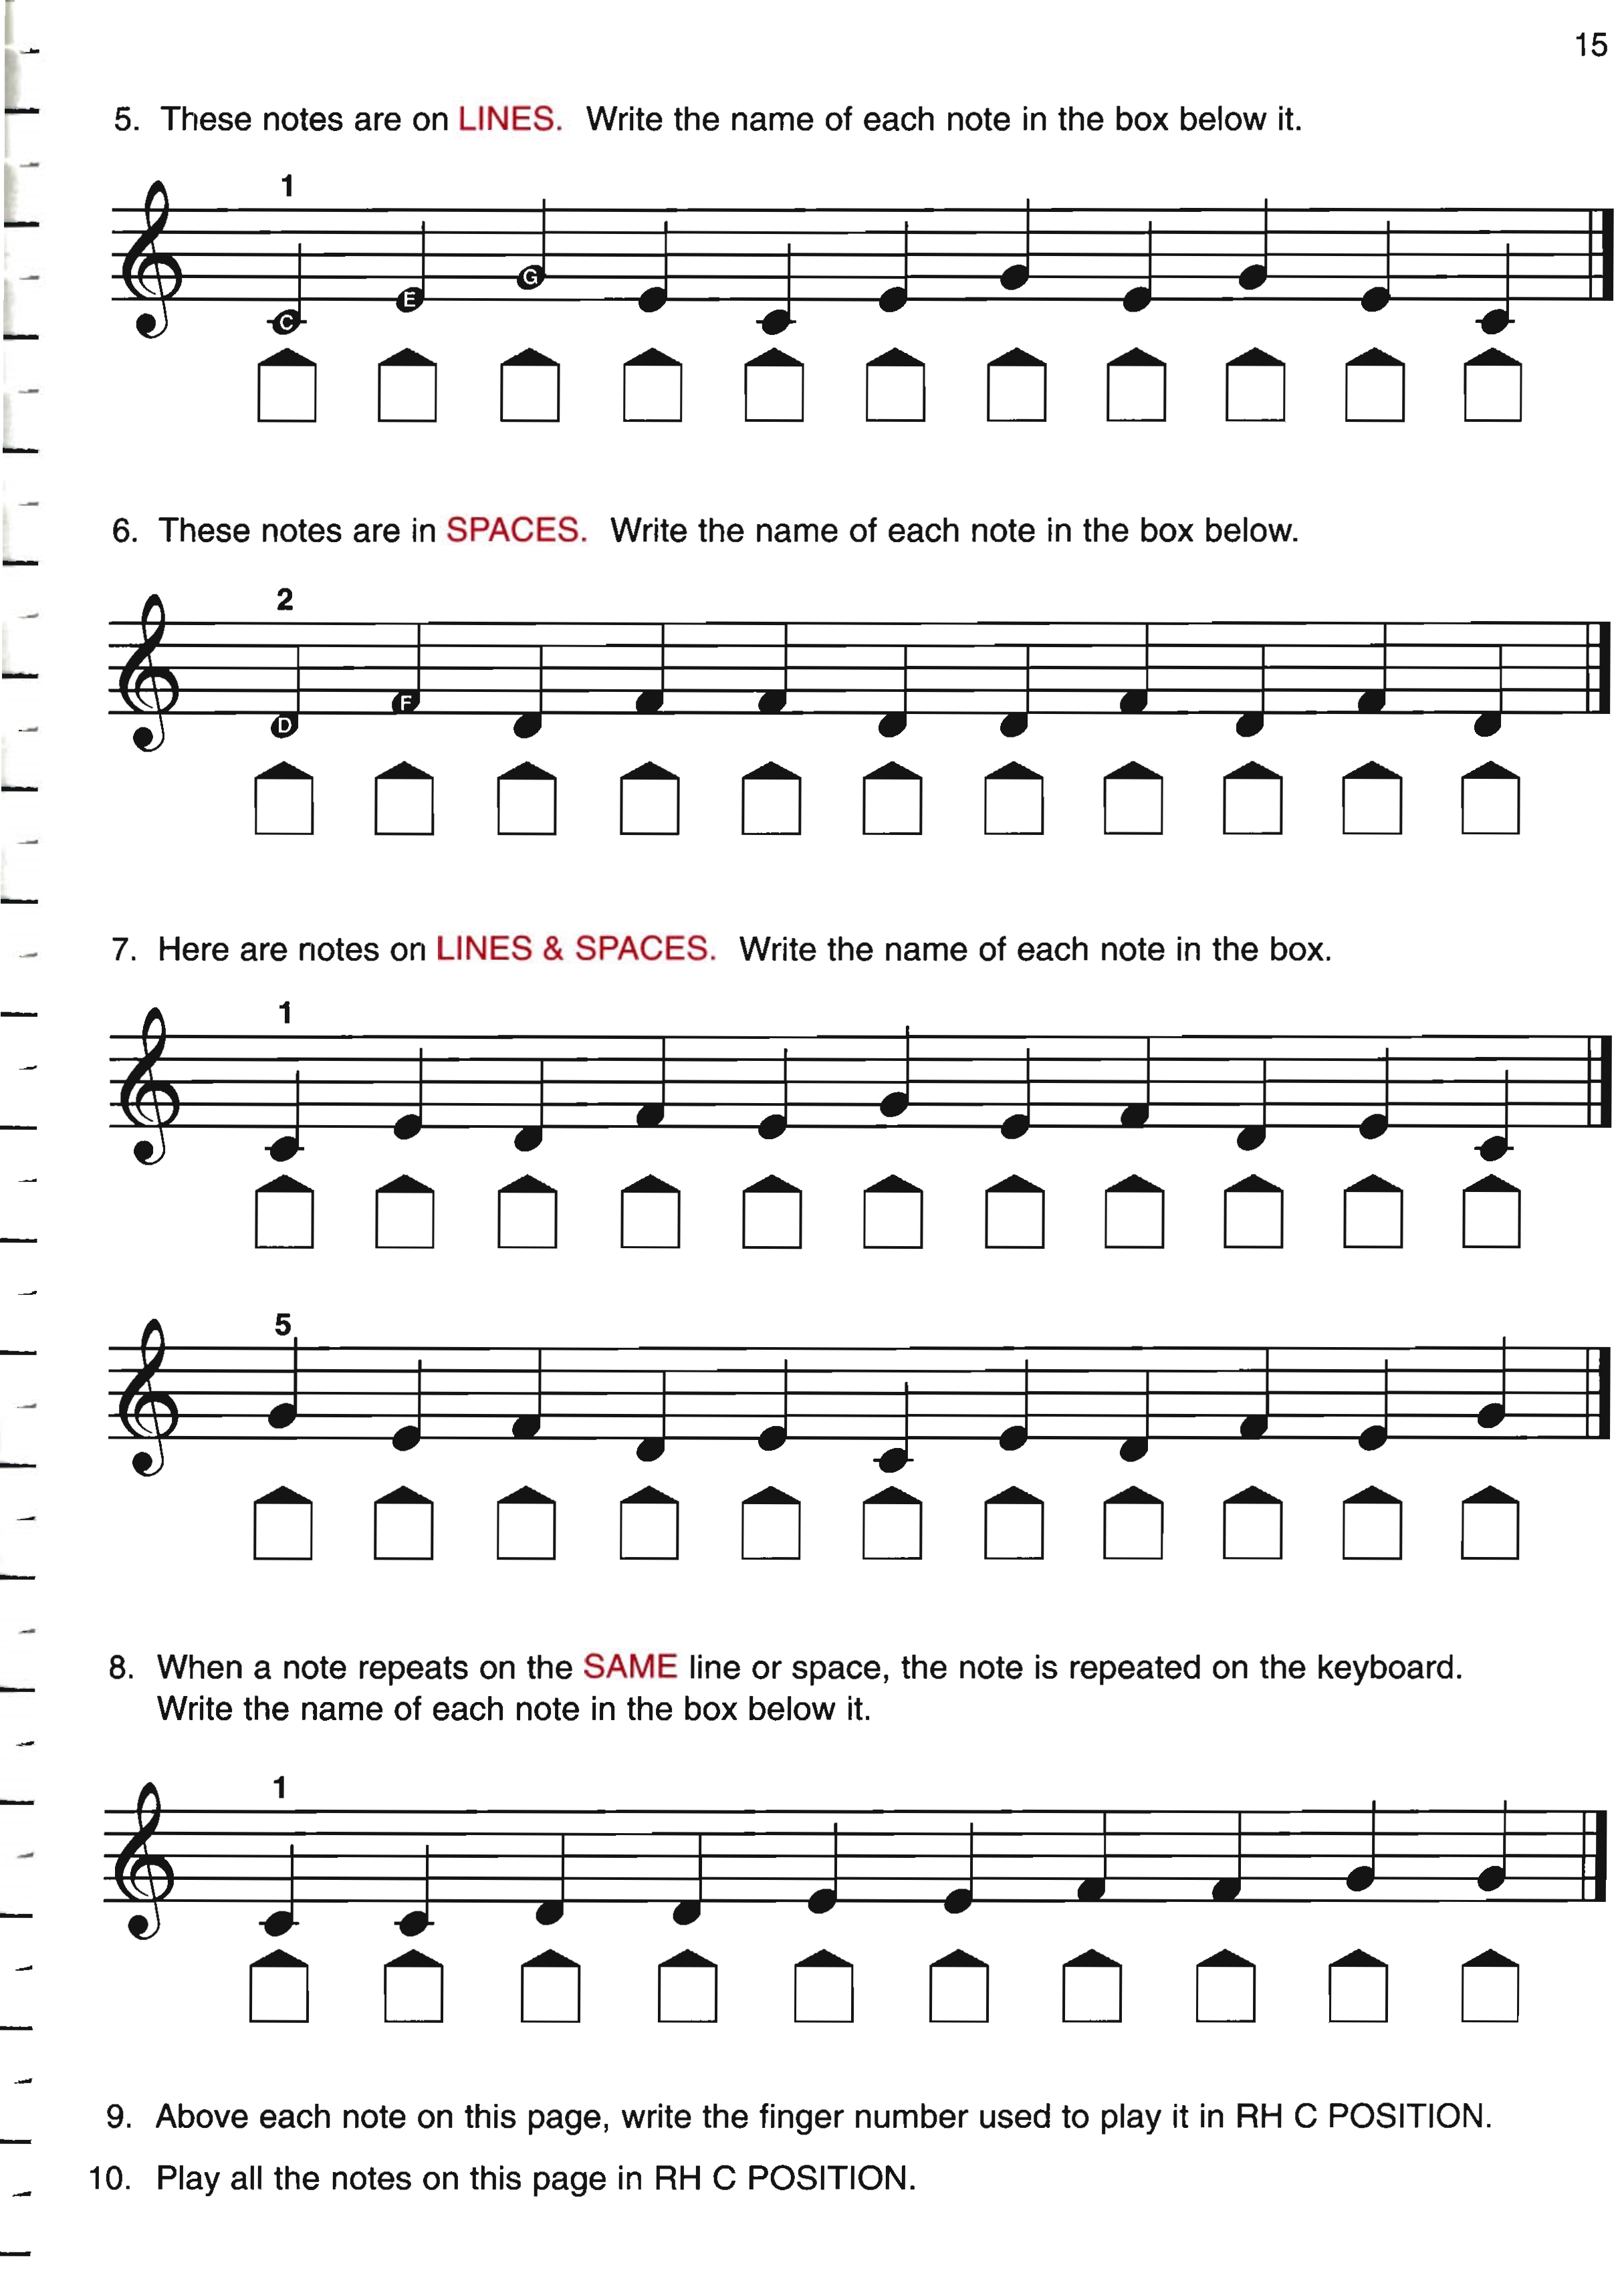 15
5. These notes are on LINES. Write the name of each note in the box below it.
1
C E G
6. These notes are in SPACES. Write the name of each note in the box below.
2
D F
7. Here are notes on LINES & SPACES. Write the name of each note in the box.
1
5
8. When a note repeats on the SAME line or space, the note is repeated on the keyboard.
Write the name of each note in the box below it.
1
9. Above each note on this page, write the finger number used to play it in RH C POSITION.
10. Play all the notes on this page in RH C POSITION.